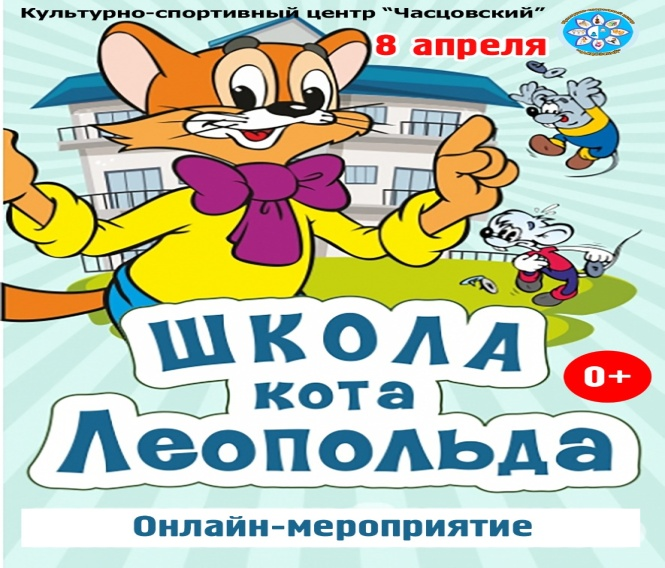 Культурно-спортивный центр “Часцовский”
8 апреля
ШКОЛА
кота
Леопольда
0+
Онлайн-мероприятие